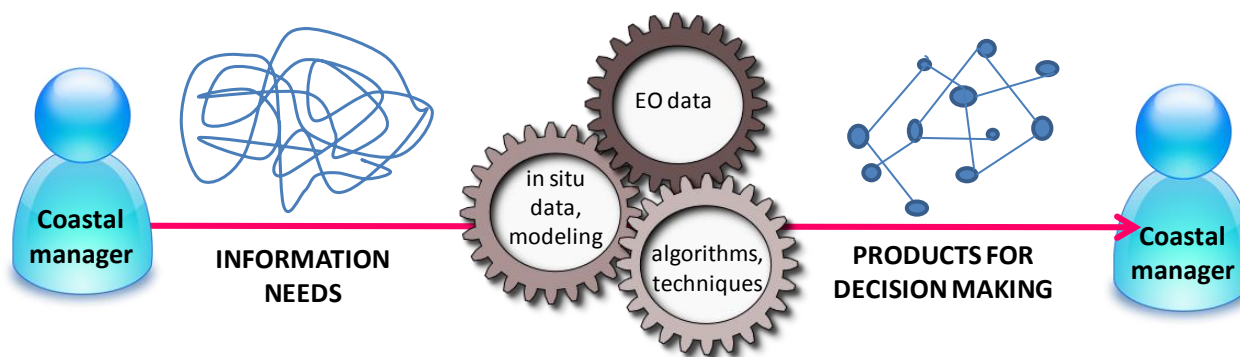 Coastal
manager
INFORMATION
NEEDS
in situ
data,
modeling
EO data
algorithms,
techniques
PRODUCTS FOR
DECISION MAKING
Coastal
manager